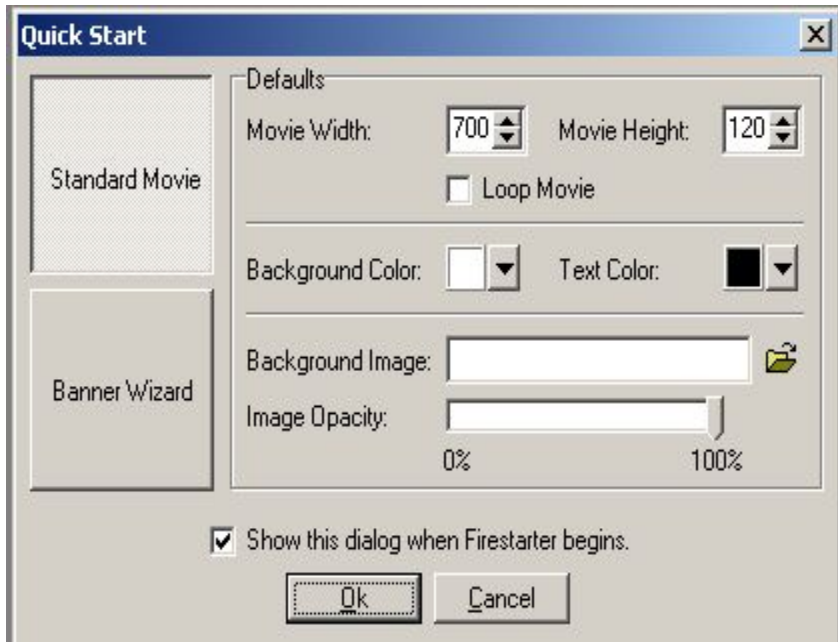 Quick Start
Standard Movie
Banner Wizard
Defaults
Movie Width: 700 Movie Height: 120
Loop Movie
Background Color: Text Color:
Background Image:
Image Opacity:
0% 100%
Show this dialog when Firestarter begins.
Ok Cancel